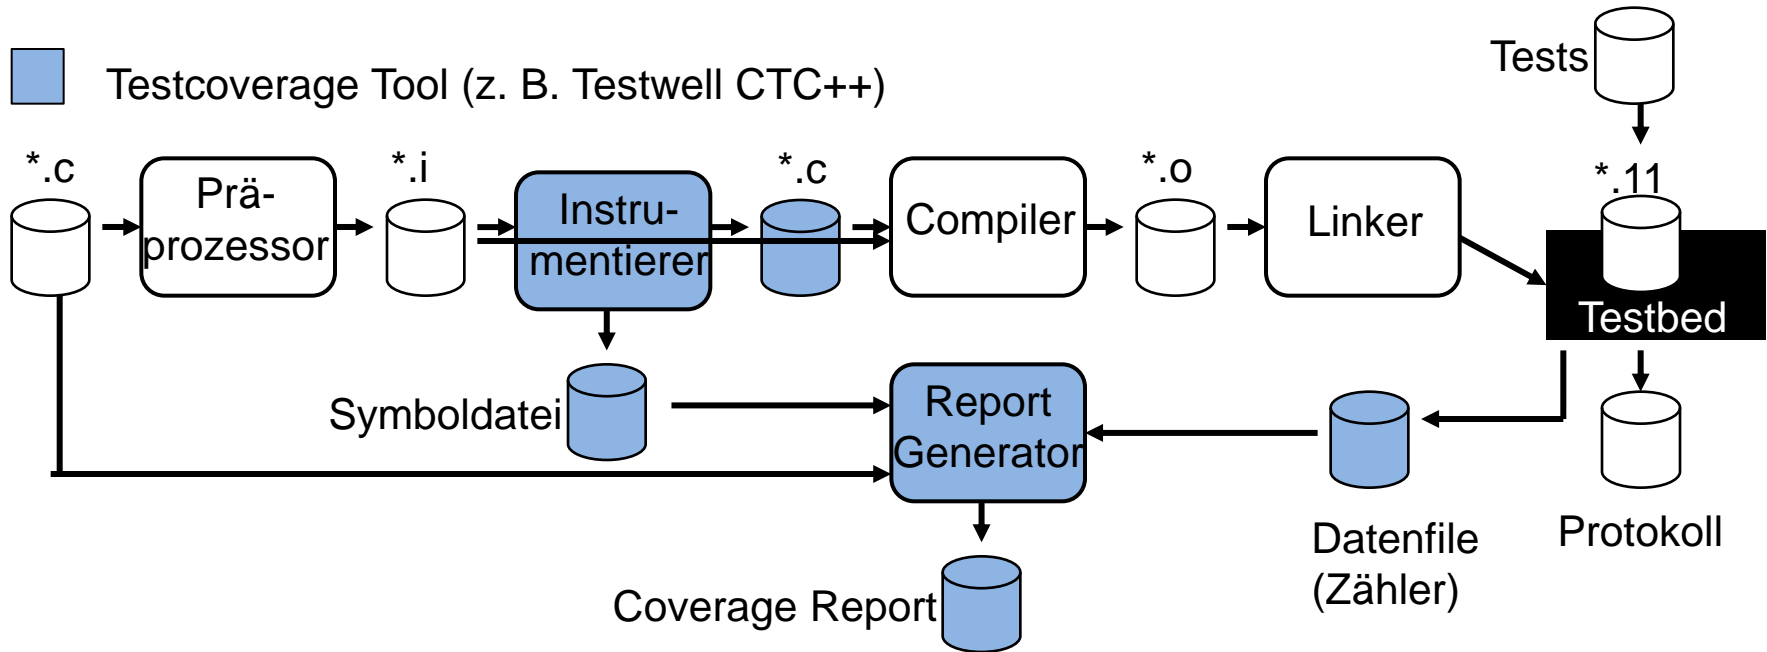 Tests
Testcoverage Tool (z. B. Testwell CTC++)
*.c
Prä-
prozessor
*.i
Instru-
mentierer
*.c
Compiler
*.o
Linker
*.11
Testbed
Symboldatei
Report
Generator
Datenfile
(Zähler)
Protokoll
Coverage Report